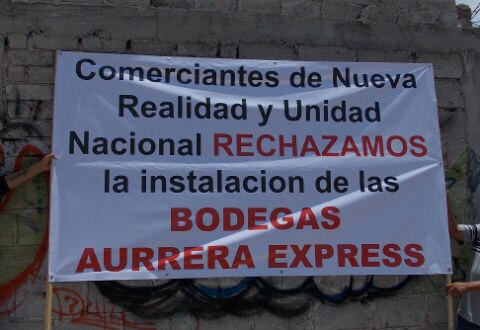 Comerciantes de Nueva
Realidad y Unidad
Nacional RECHAZAMOS
la instalacion de las
BODEGAS
AURRERA EXPRESS